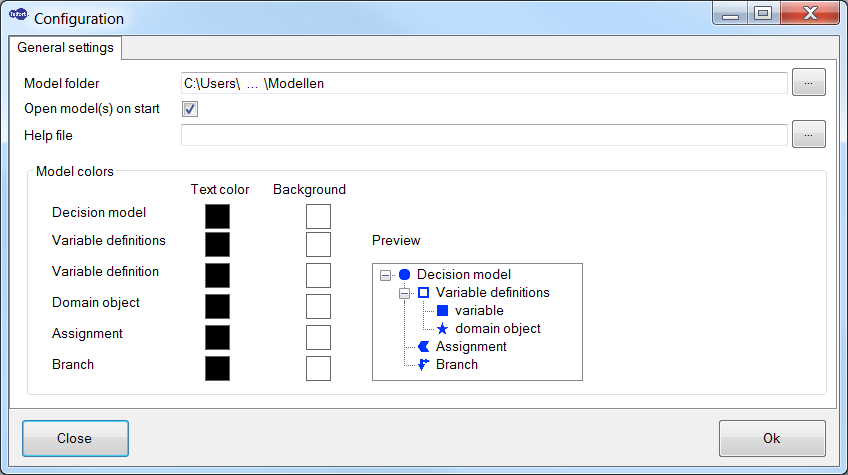 telfort
Configuration
General settings
Model folder C:\Users\ ... \Modellen ...
Open model(s) on start
Help file ...
Model colors
Text color Background
Decision model
Variable definitions Preview
Variable definition
Domain object
Assignment
Branch
Decision model
Variable definitions
variable
domain object
Assignment
Branch
Close Ok